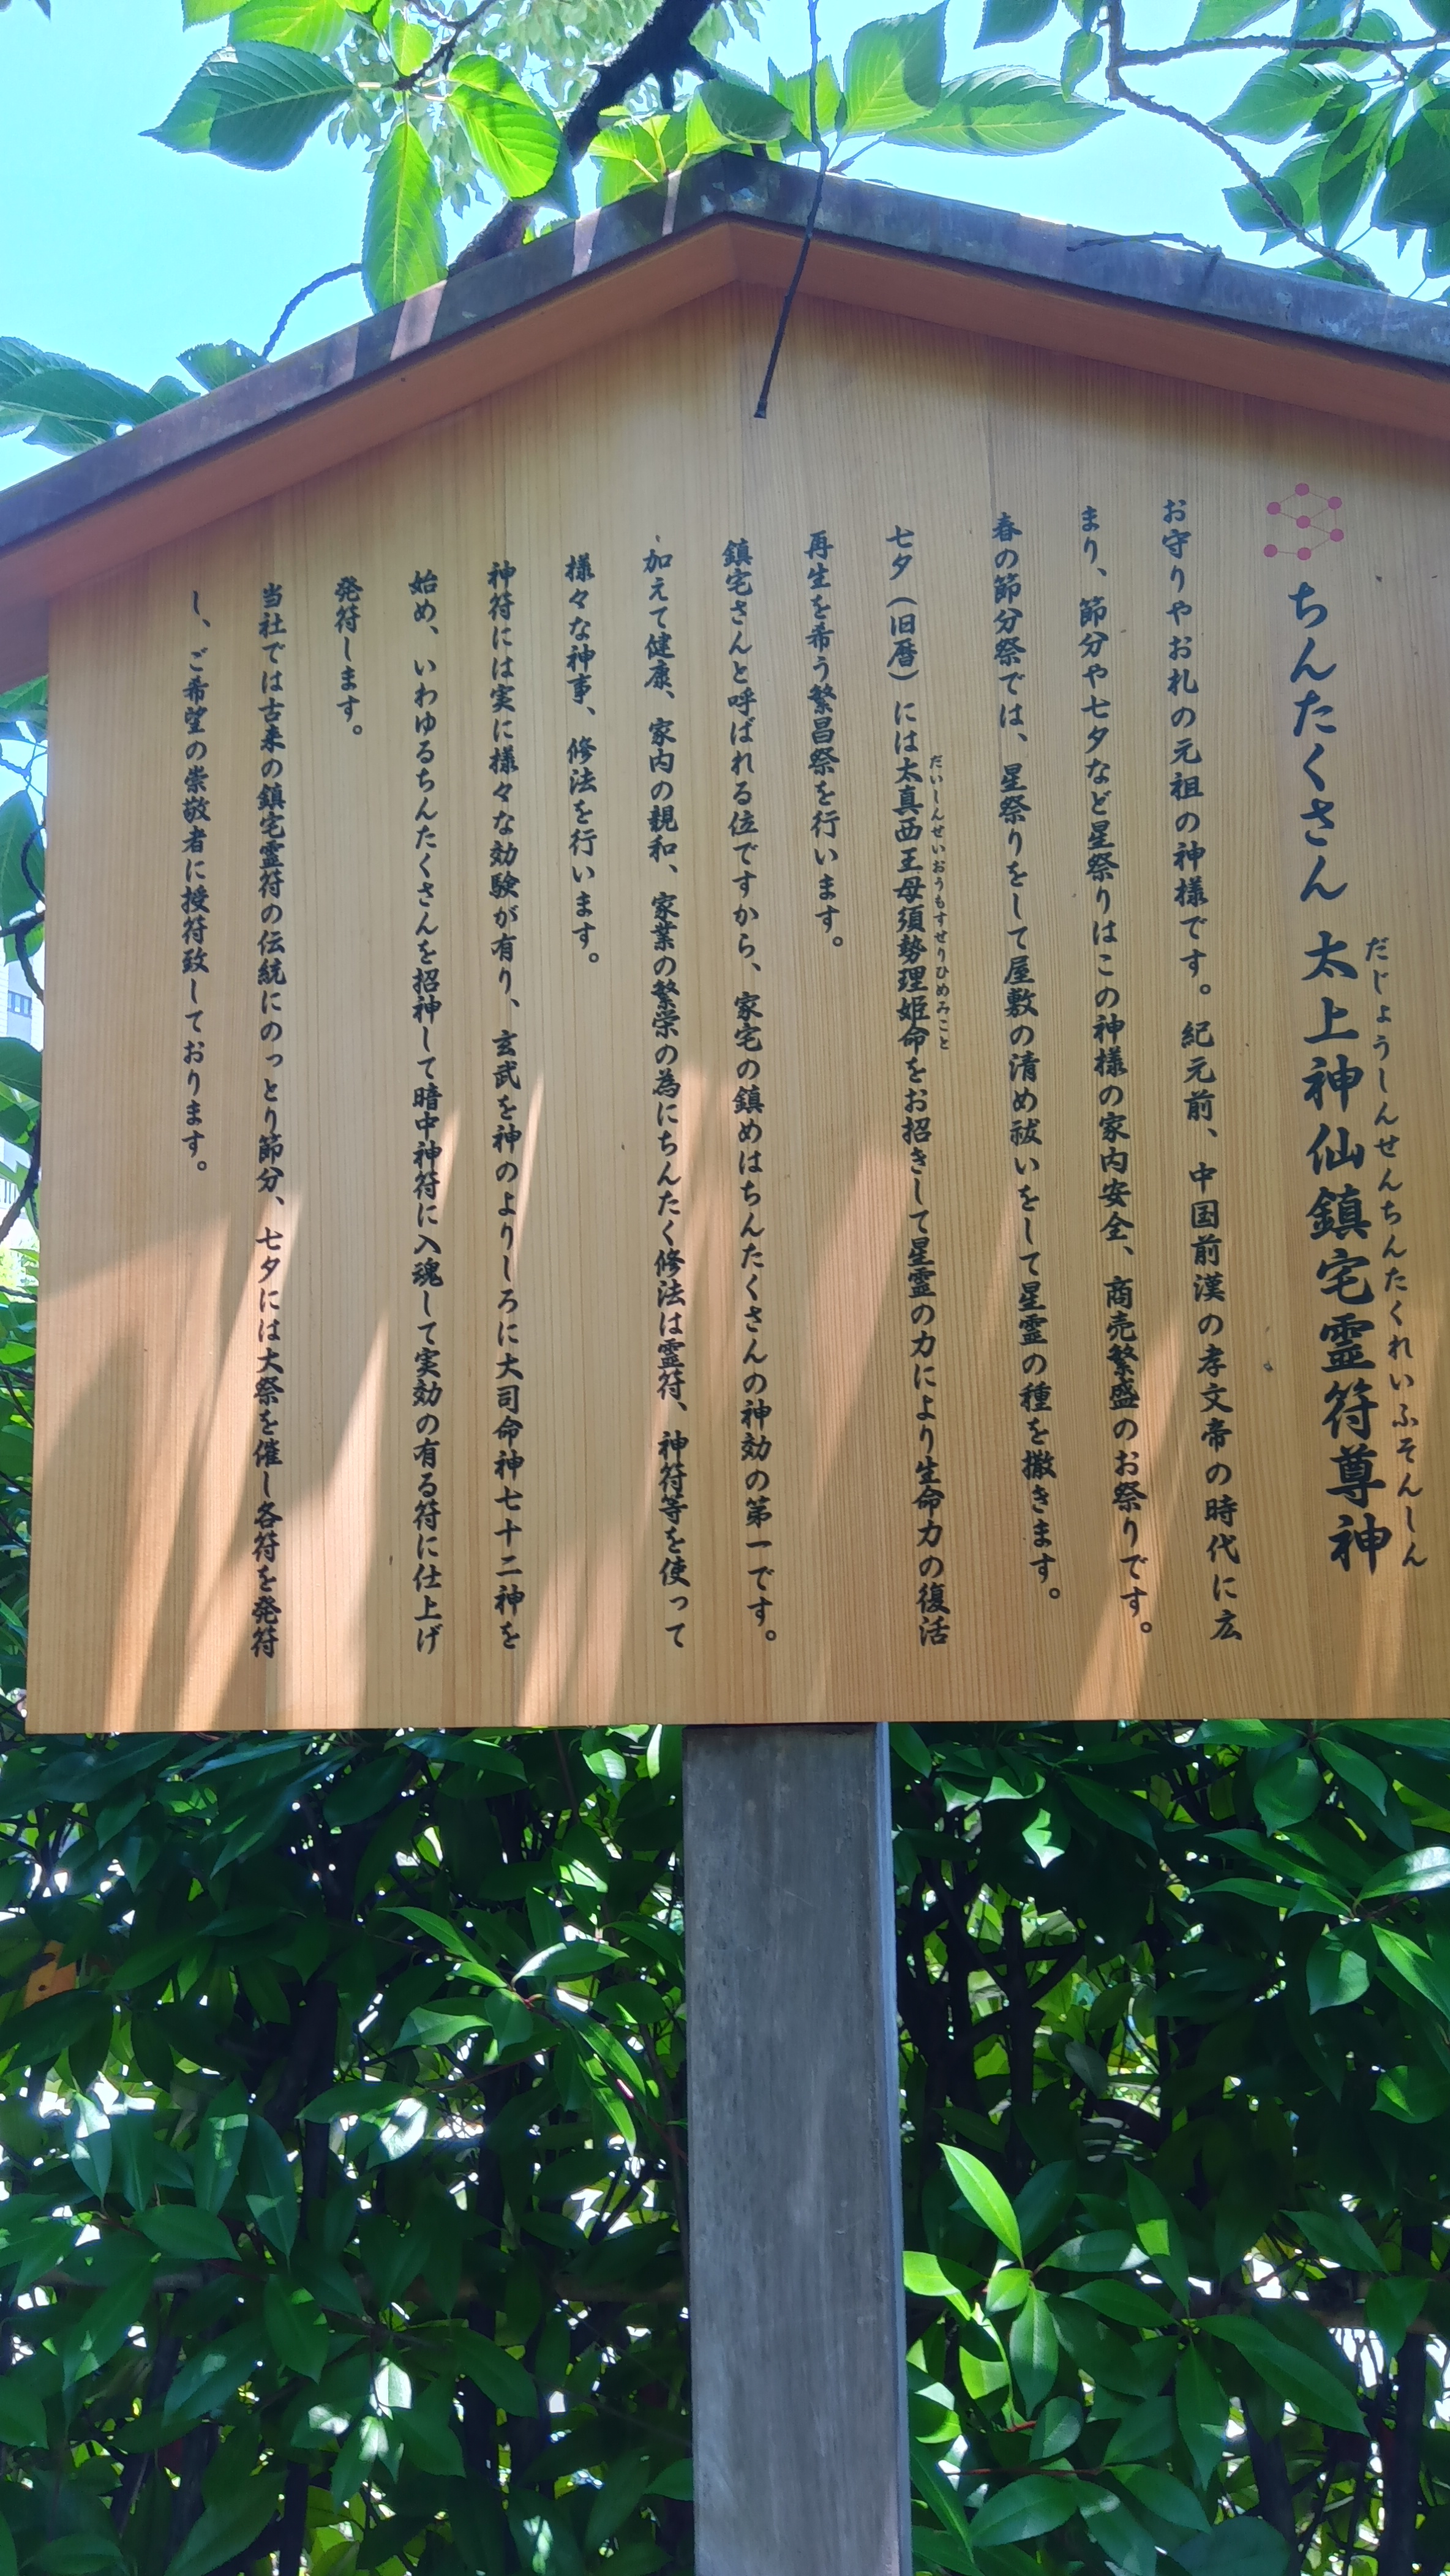 ちんたくさん 太上神仙鎮宅霊符尊神
だじょうしんせんちんたくれいふそんしん
お守りやお札の元祖の神様です。紀元前、中国前漢の孝文帝の時代に広
まり、節分や七夕など星祭りはこの神様の家内安全、商売繁盛のお祭りです。
春の節分祭では、星祭りをして屋敷の清め祓いをして星霊の種を撒きます。
七夕(旧暦)には太真西王母須勢理姫命をお招きして星霊の力により生命力の復活
だいしんせいおうもすせりひめみこと
再生を希う繁昌祭を行います。
鎮宅さんと呼ばれる位ですから、家宅の鎮めはちんたくさんの神効の第一です。
加えて健康、家内の親和、家業の繁栄の為にちんたく修法は霊符、神符等を使って
様々な神事、修法を行います。
神符には実に様々な効験が有り、玄武を神のよりしろに大司命神七十二神を
始め、いわゆるちんたくさんを招神して暗中神符に入魂して実効の有る符に仕上げ
発符します。
当社では古来の鎮宅霊符の伝統にのっとり節分、七夕には大祭を催し各符を発符
し、ご希望の崇敬者に授符致しております。